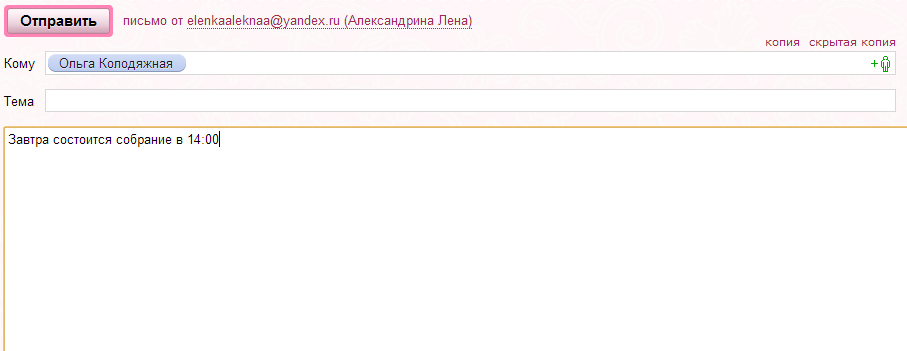 Отправить письмо от elenkaaleknaa@yandex.ru (Александрина Лена)
копия скрытая копия
Кому Ольга Колодяжная
Тема
Завтра состоится собрание в 14:00